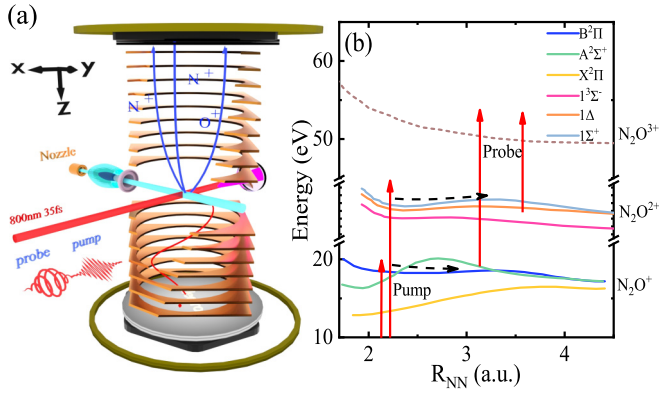 (a)
x
y
z
N+
N+
O+
Nozzle
800nm 35fs
probe
pump
e
(b)
60
50
20
10
Energy (eV)
B²Π
A²Σ⁺
X²Π
1³Σ⁻
1Δ
1Σ⁺
Probe
Pump
N₂O³⁺
N₂O²⁺
N₂O⁺
2
3
4
R_NN (a.u.)